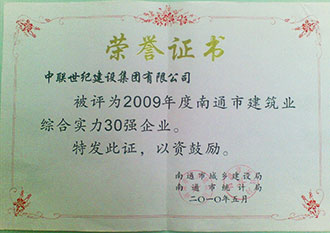 荣誉证书
中联世纪建设集团有限公司
被评为2009年度南通市建筑业
综合实力30强企业。
特发此证，以资鼓励。
南通市城乡建设局
南通市统计局
二〇一〇年五月